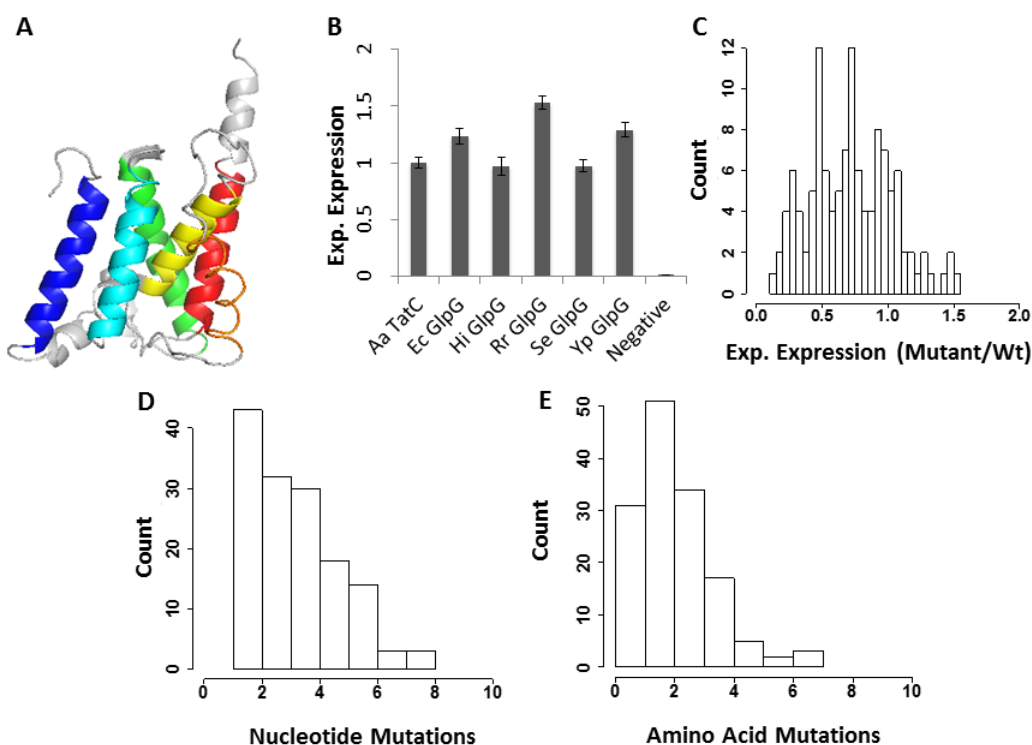 A
B
Exp. Expression
2
1.5
1
0.5
0
Aa TatC
Ec GlpG
Hi GlpG
Rr GlpG
Se GlpG
Yp GlpG
Negative
C
Count
12
10
8
6
4
2
0
0.0
0.5
1.0
1.5
2.0
Exp. Expression (Mutant/Wt)
D
Count
40
30
20
10
0
0
2
4
6
8
10
Nucleotide Mutations
E
Count
50
40
30
20
10
0
0
2
4
6
8
10
Amino Acid Mutations